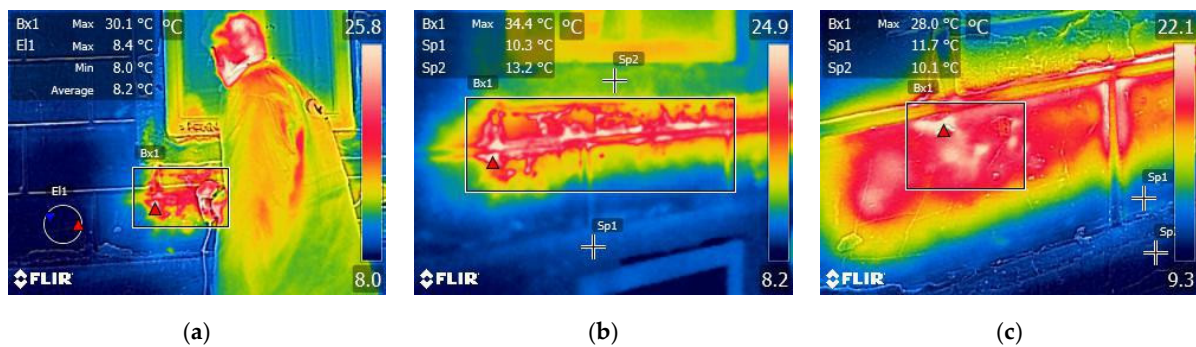 Bx1 Max 30.1 °C °C 25.8
El1 Max 8.4 °C
Min 8.0 °C
Average 8.2 °C
Bx1
El1
FLIR 8.0
(a)
Bx1 Max 34.4 °C °C 24.9
Sp1 10.3 °C
Sp2 13.2 °C
Sp2
Bx1
Sp1
FLIR 8.2
(b)
Bx1 Max 28.0 °C °C 22.1
Sp1 11.7 °C
Sp2 10.1 °C
Bx1
Sp1
FLIR 9.3
(c)